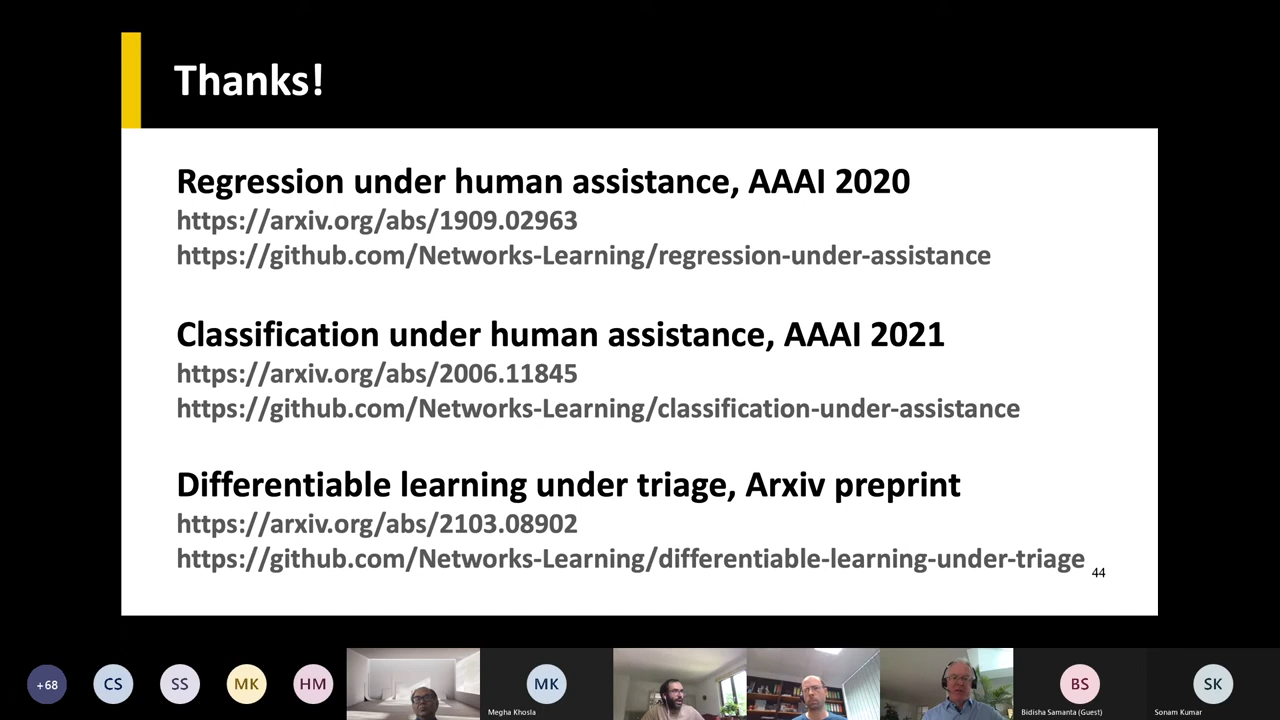 Thanks!
Regression under human assistance, AAAI 2020
https://arxiv.org/abs/1909.02963
https://github.com/Networks-Learning/regression-under-assistance
Classification under human assistance, AAAI 2021
https://arxiv.org/abs/2006.11845
https://github.com/Networks-Learning/classification-under-assistance
Differentiable learning under triage, Arxiv preprint
https://arxiv.org/abs/2103.08902
https://github.com/Networks-Learning/differentiable-learning-under-triage
44
+68 CS SS MK HM MK BS SK
Megha Khosla Bidisha Samanta (Guest) Sonam Kumar